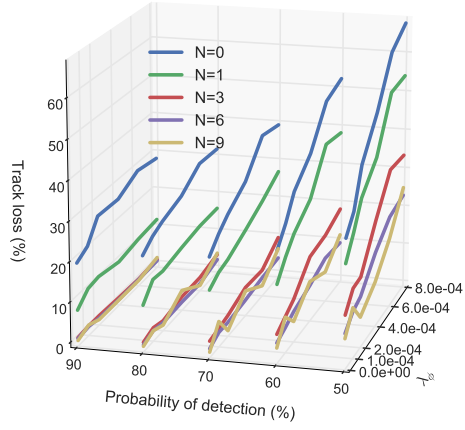 N=0
N=1
N=3
N=6
N=9
Track loss (%)
60
50
40
30
20
10
0
90
80
70
60
50
Probability of detection (%)
8.0e-04
6.0e-04
4.0e-04
2.0e-04
1.0e-04
0.0e+00